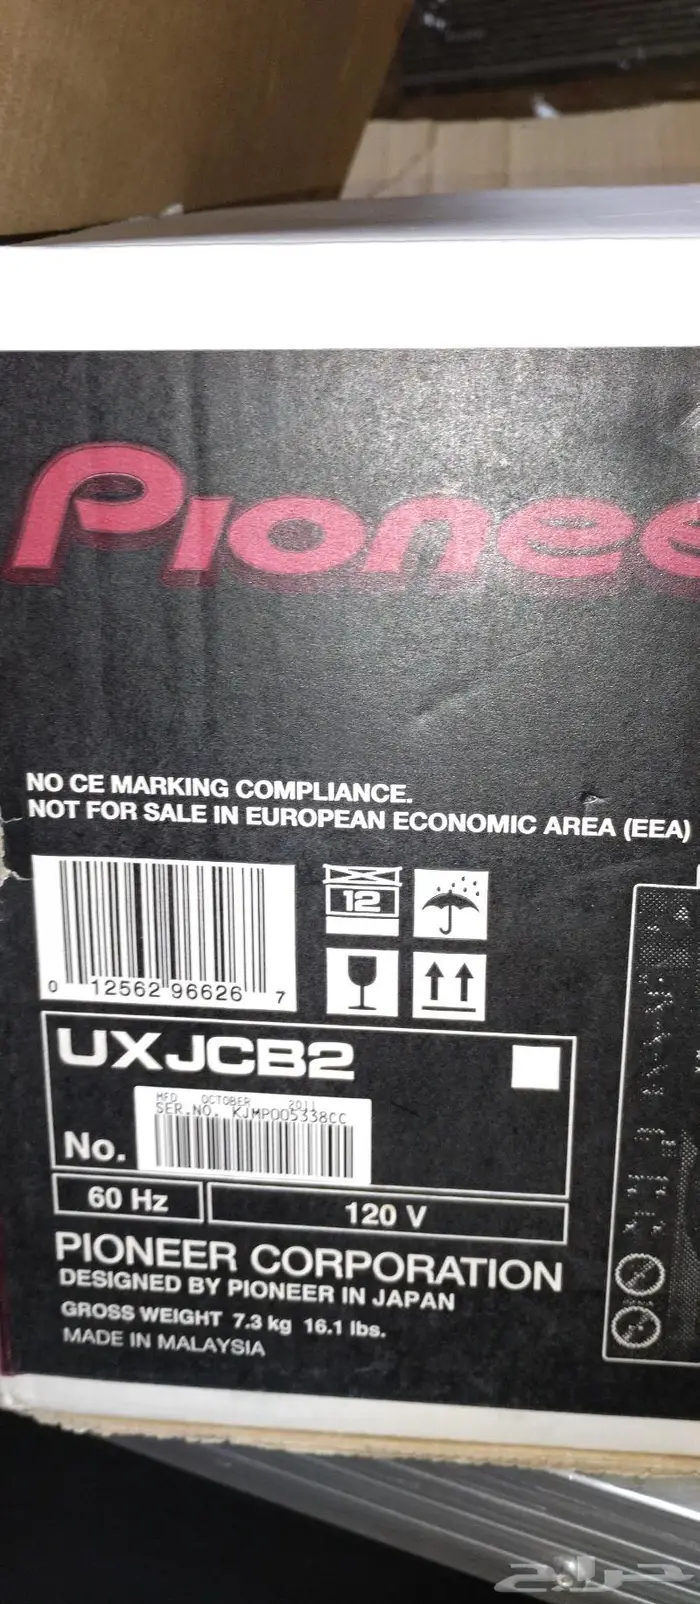 Pionee
NO CE MARKING COMPLIANCE.
NOT FOR SALE IN EUROPEAN ECONOMIC AREA (EEA)
12
0 12562 96626 7
UXJCB2
MFD OCTOBER 2011
SER.NO. KJMP005338CC
No.
60 Hz 120 V
PIONEER CORPORATION
DESIGNED BY PIONEER IN JAPAN
GROSS WEIGHT 7.3 kg 16.1 lbs.
MADE IN MALAYSIA
حراج